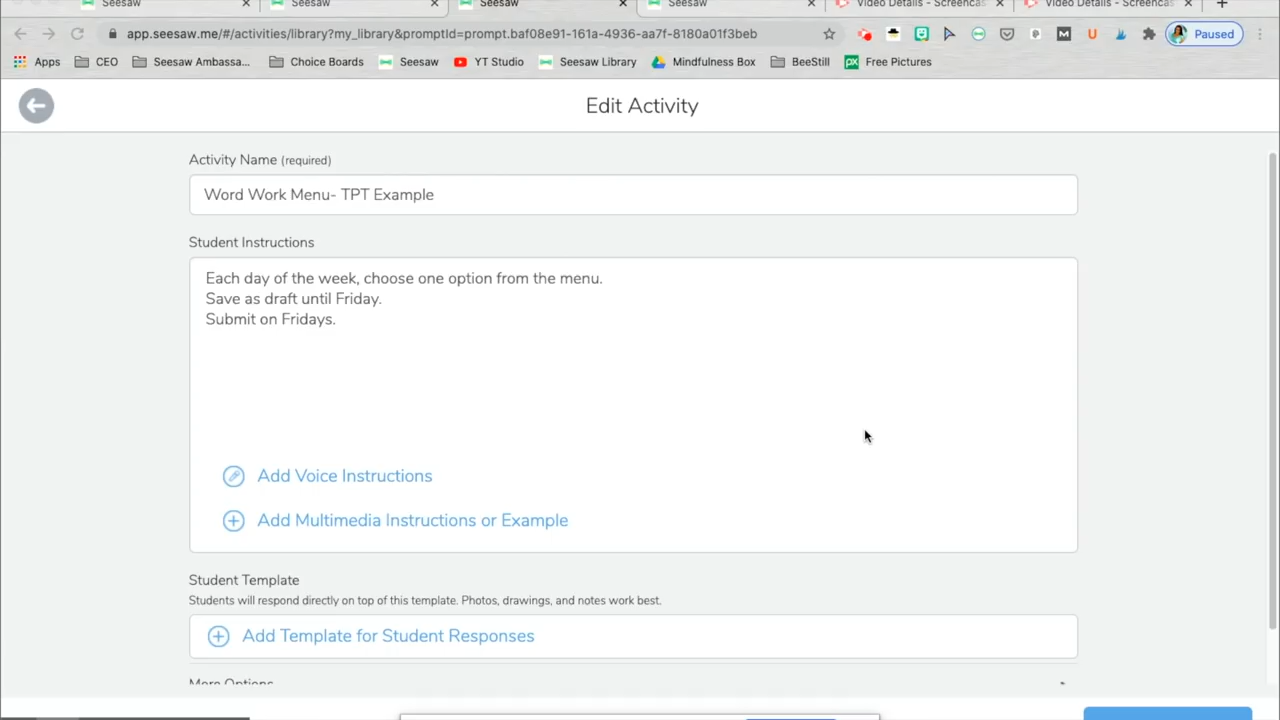 Seesaw
Seesaw
Seesaw
Seesaw
Video Details - Screencas
Video Details - Screencas
app.seesaw.me/#/activities/library?my_library&promptId=prompt.baf08e91-161a-4936-aa7f-8180a01f3beb
Paused
Apps
CEO
Seesaw Ambassa...
Choice Boards
Seesaw
YT Studio
Seesaw Library
Mindfulness Box
BeeStill
Free Pictures
Edit Activity
Activity Name (required)
Word Work Menu- TPT Example
Student Instructions
Each day of the week, choose one option from the menu.
Save as draft until Friday.
Submit on Fridays.
Add Voice Instructions
Add Multimedia Instructions or Example
Student Template
Students will respond directly on top of this template. Photos, drawings, and notes work best.
Add Template for Student Responses
More Options